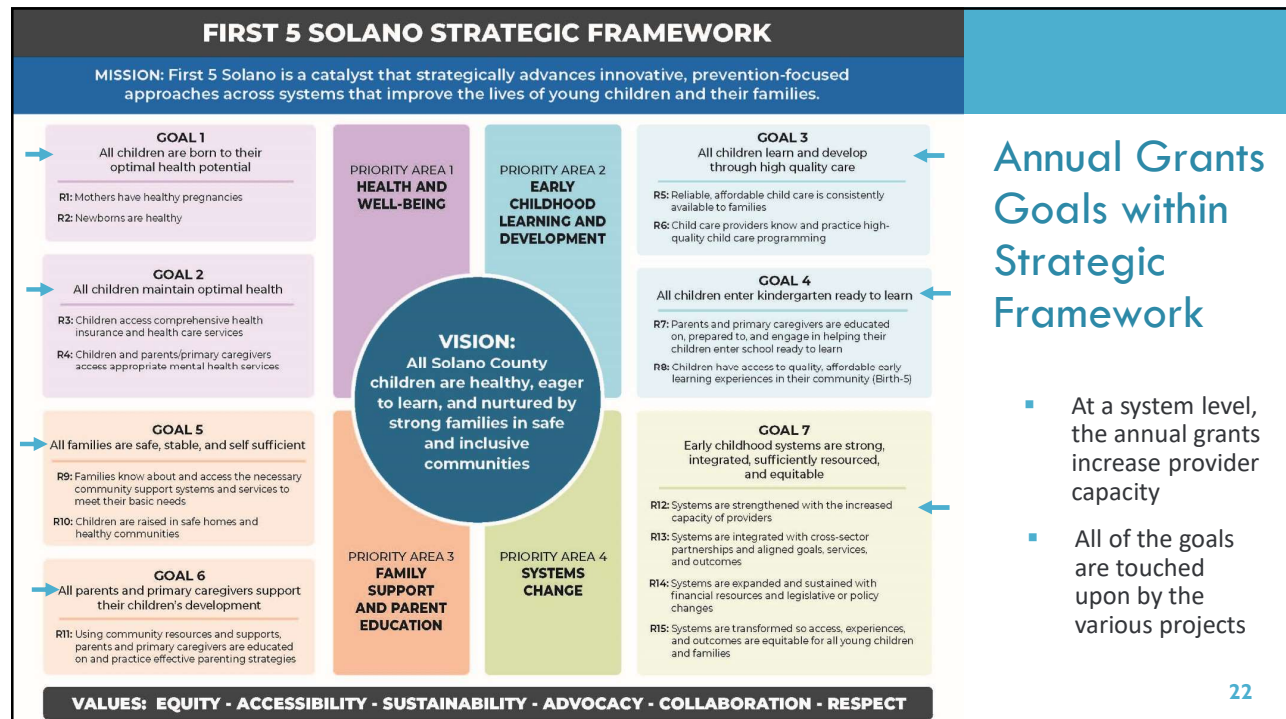 FIRST 5 SOLANO STRATEGIC FRAMEWORK
MISSION: First 5 Solano is a catalyst that strategically advances innovative, prevention-focused
approaches across systems that improve the lives of young children and their families.
GOAL 1
All children are born to their
optimal health potential
R1: Mothers have healthy pregnancies
R2: Newborns are healthy
GOAL 2
All children maintain optimal health
R3: Children access comprehensive health
insurance and health care services
R4: Children and parents/primary caregivers
access appropriate mental health services
GOAL 5
All families are safe, stable, and self sufficient
R9: Families know about and access the necessary
community support systems and services to
meet their basic needs
R10: Children are raised in safe homes and
healthy communities
GOAL 6
All parents and primary caregivers support
their children's development
R11: Using community resources and supports,
parents and primary caregivers are educated
on and practice effective parenting strategies
PRIORITY AREA 1
HEALTH AND
WELL-BEING
PRIORITY AREA 2
EARLY
CHILDHOOD
LEARNING AND
DEVELOPMENT
VISION:
All Solano County
children are healthy, eager
to learn, and nurtured by
strong families in safe
and inclusive
communities
PRIORITY AREA 3
FAMILY
SUPPORT
AND PARENT
EDUCATION
PRIORITY AREA 4
SYSTEMS
CHANGE
GOAL 3
All children learn and develop
through high quality care
R5: Reliable, affordable child care is consistently
available to families
R6: Child care providers know and practice high-
quality child care programming
GOAL 4
All children enter kindergarten ready to learn
R7: Parents and primary caregivers are educated
on, prepared to, and engage in helping their
children enter school ready to learn
R8: Children have access to quality, affordable early
learning experiences in their community (Birth-5)
GOAL 7
Early childhood systems are strong,
integrated, sufficiently resourced,
and equitable
R12: Systems are strengthened with the increased
capacity of providers
R13: Systems are integrated with cross-sector
partnerships and aligned goals, services,
and outcomes
R14: Systems are expanded and sustained with
financial resources and legislative or policy
changes
R15: Systems are transformed so access, experiences,
and outcomes are equitable for all young children
and families
VALUES: EQUITY - ACCESSIBILITY - SUSTAINABILITY - ADVOCACY - COLLABORATION - RESPECT
Annual Grants
Goals within
Strategic
Framework
▪ At a system level,
the annual grants
increase provider
capacity
▪ All of the goals
are touched
upon by the
various projects
22